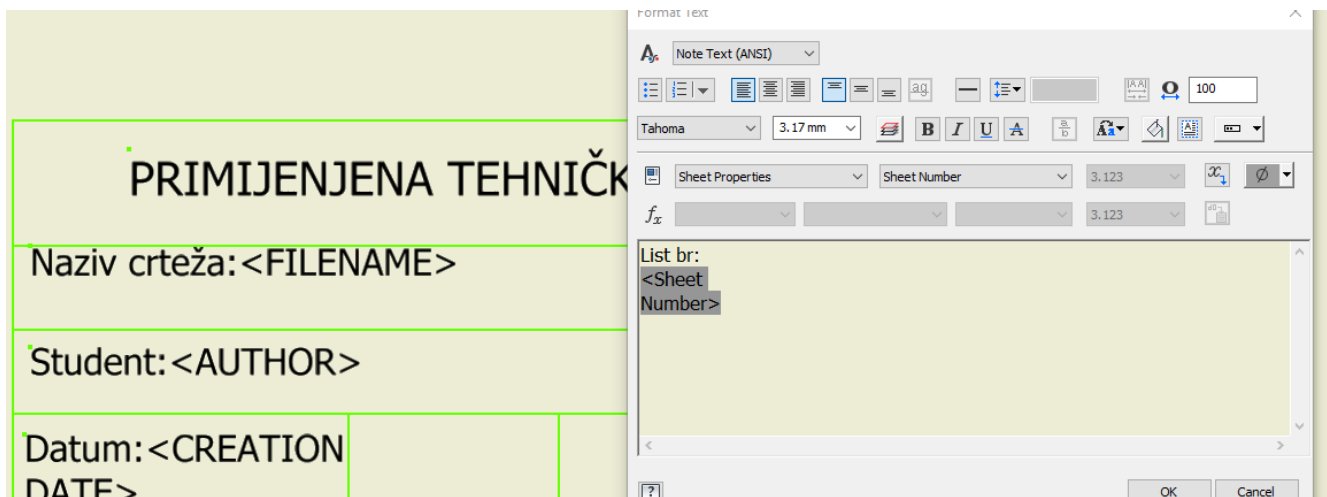 Format Text
Note Text (ANSI)
100
Tahoma
3.17 mm
B I U A
Sheet Properties
Sheet Number
3.123
3.123
PRIMIJENJENA TEHNIČK
Naziv crteža:<FILENAME>
Student:<AUTHOR>
Datum:<CREATION
DATE>
List br:
<Sheet
Number>
OK
Cancel